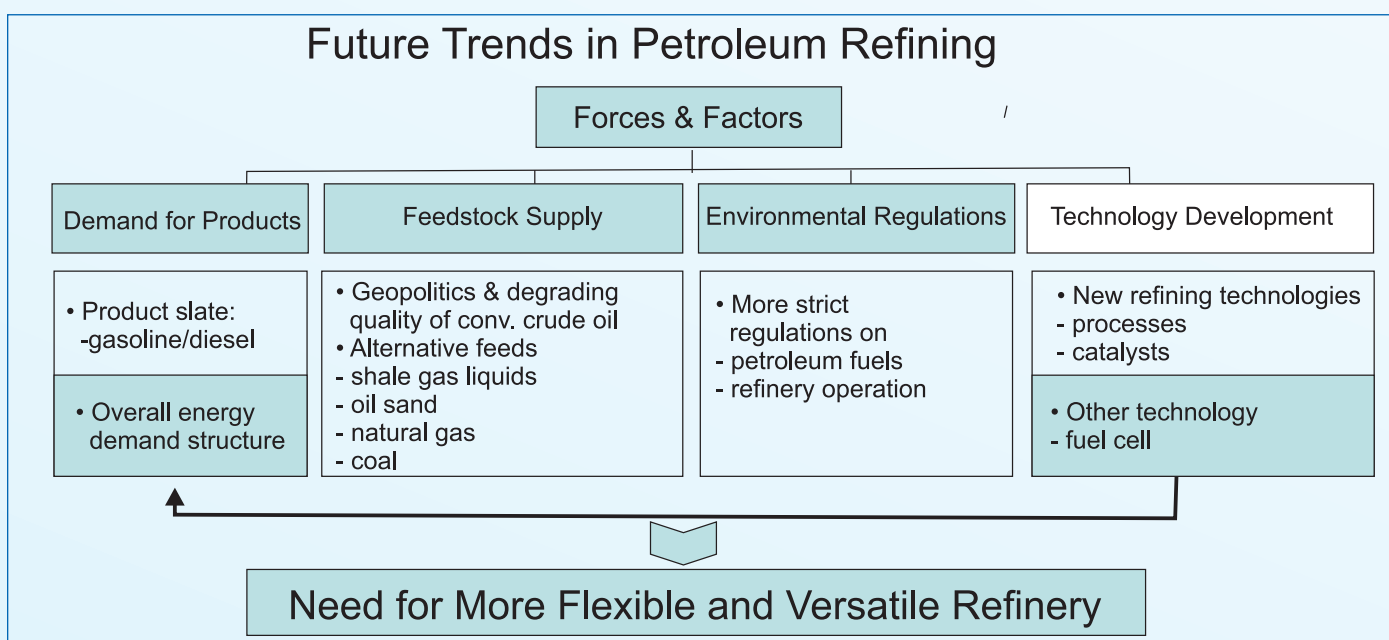 Future Trends in Petroleum Refining
Forces & Factors
/
Demand for Products
Feedstock Supply
Environmental Regulations
Technology Development
• Product slate:
-gasoline/diesel
• Overall energy
demand structure
• Geopolitics & degrading
quality of conv. crude oil
• Alternative feeds
- shale gas liquids
- oil sand
- natural gas
- coal
• More strict
regulations on
- petroleum fuels
- refinery operation
• New refining technologies
- processes
- catalysts
• Other technology
- fuel cell
Need for More Flexible and Versatile Refinery